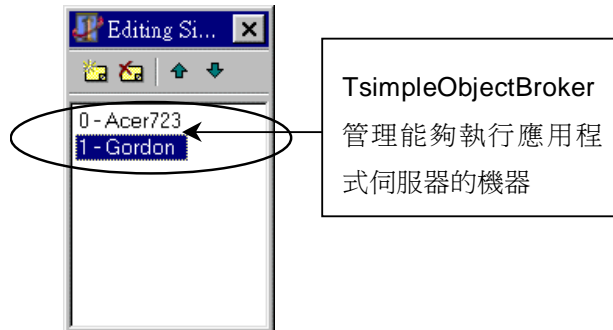 Editing Si...
0 - Acer723
1 - Gordon
TsimpleObjectBroker
管理能夠執行應用程
式伺服器的機器